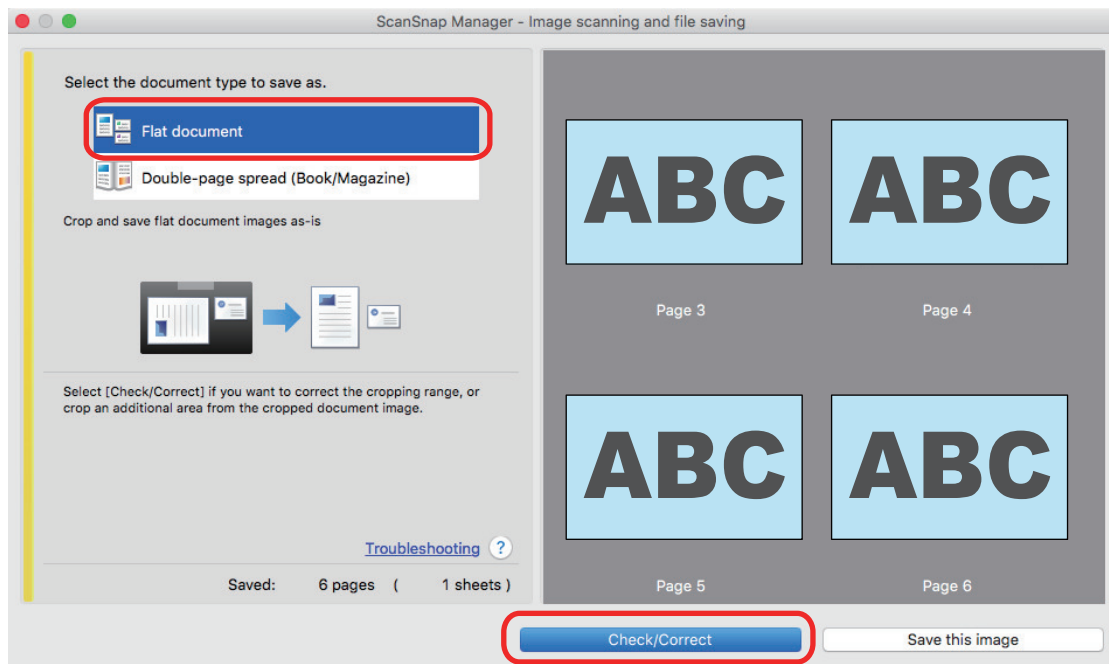 ScanSnap Manager - Image scanning and file saving
Select the document type to save as.
Flat document
Double-page spread (Book/Magazine)
Crop and save flat document images as-is
Select [Check/Correct] if you want to correct the cropping range, or
crop an additional area from the cropped document image.
Troubleshooting ?
Saved: 6 pages ( 1 sheets )
ABC ABC
Page 3 Page 4
ABC ABC
Page 5 Page 6
Check/Correct Save this image